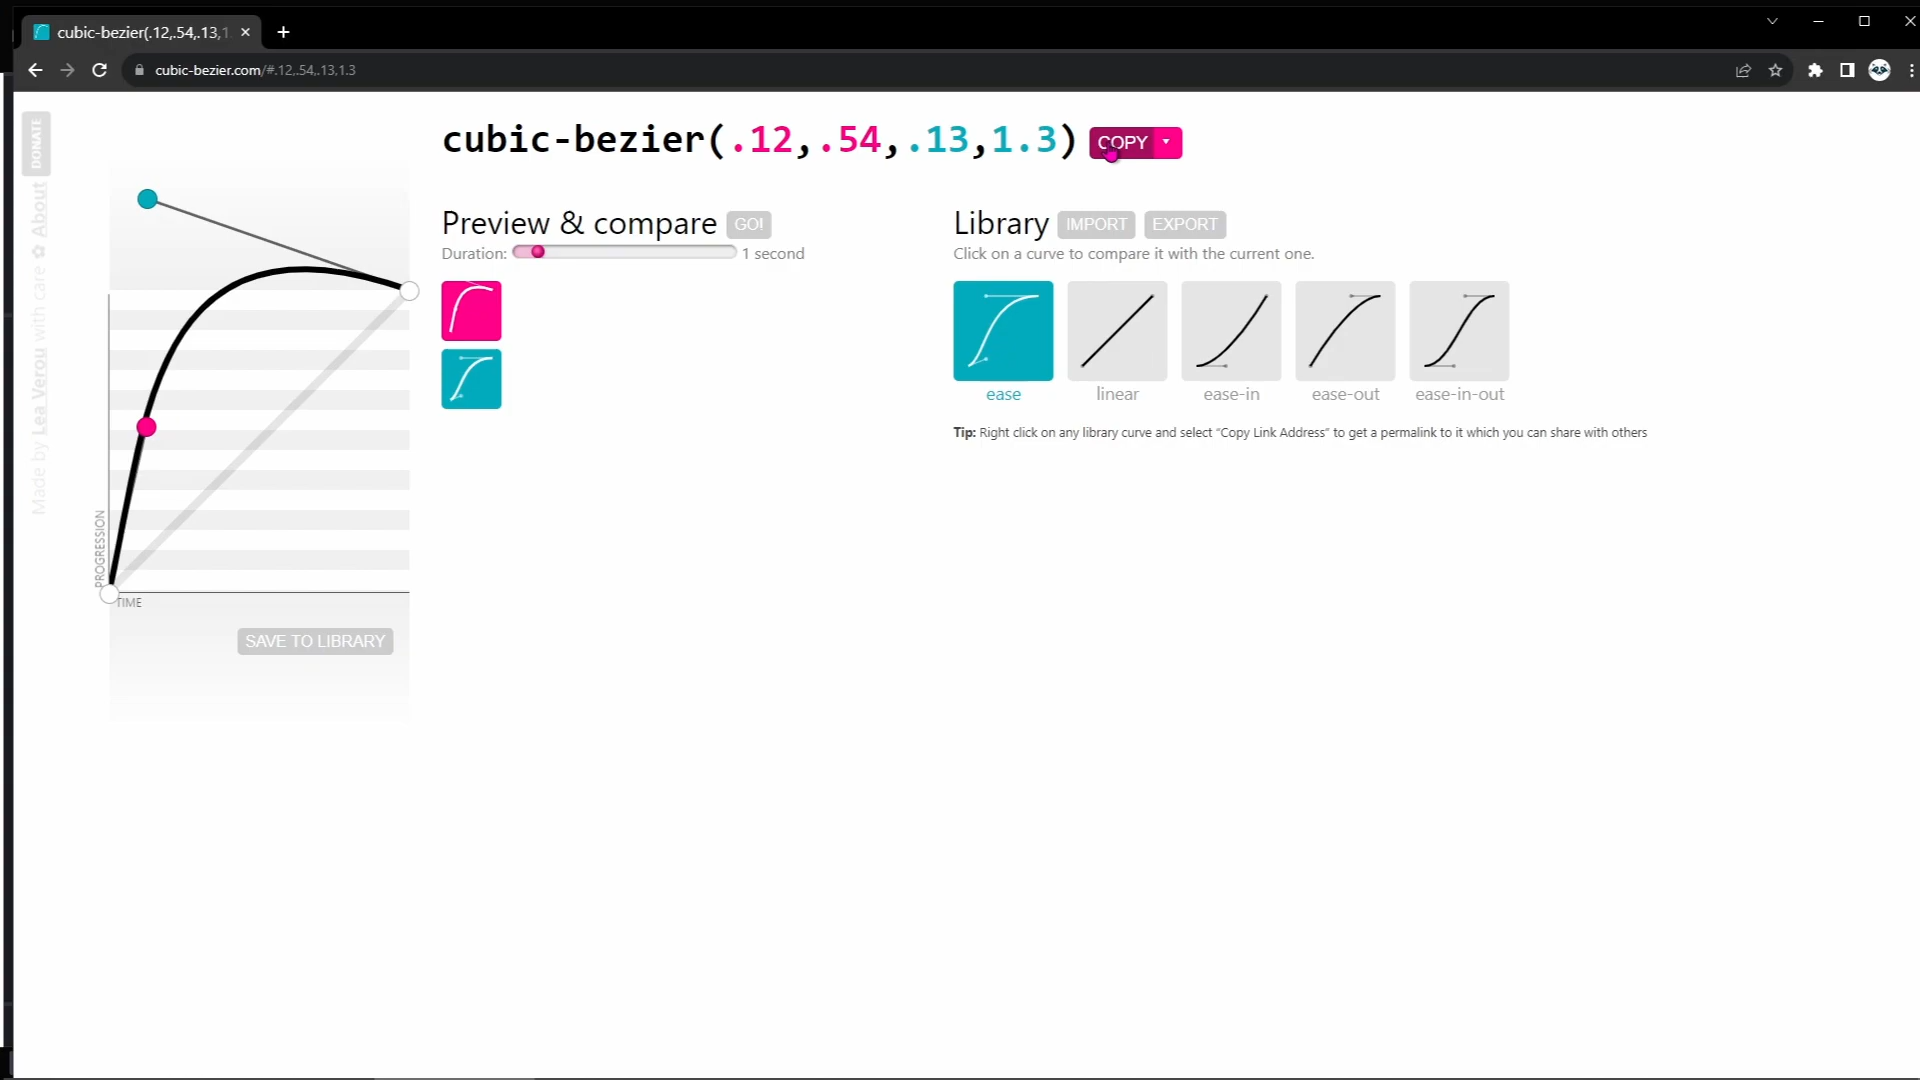 cubic-bezier(.12,.54,.13,1
cubic-bezier.com/#.12,.54,.13,1.3
DONATE
Made by Lea Verou with care ✿ About
cubic-bezier(.12,.54,.13,1.3)
COPY
Preview & compare
GO!
Duration:
1 second
Library
IMPORT
EXPORT
Click on a curve to compare it with the current one.
ease
linear
ease-in
ease-out
ease-in-out
Tip: Right click on any library curve and select “Copy Link Address” to get a permalink to it which you can share with others
PROGRESSION
TIME
SAVE TO LIBRARY